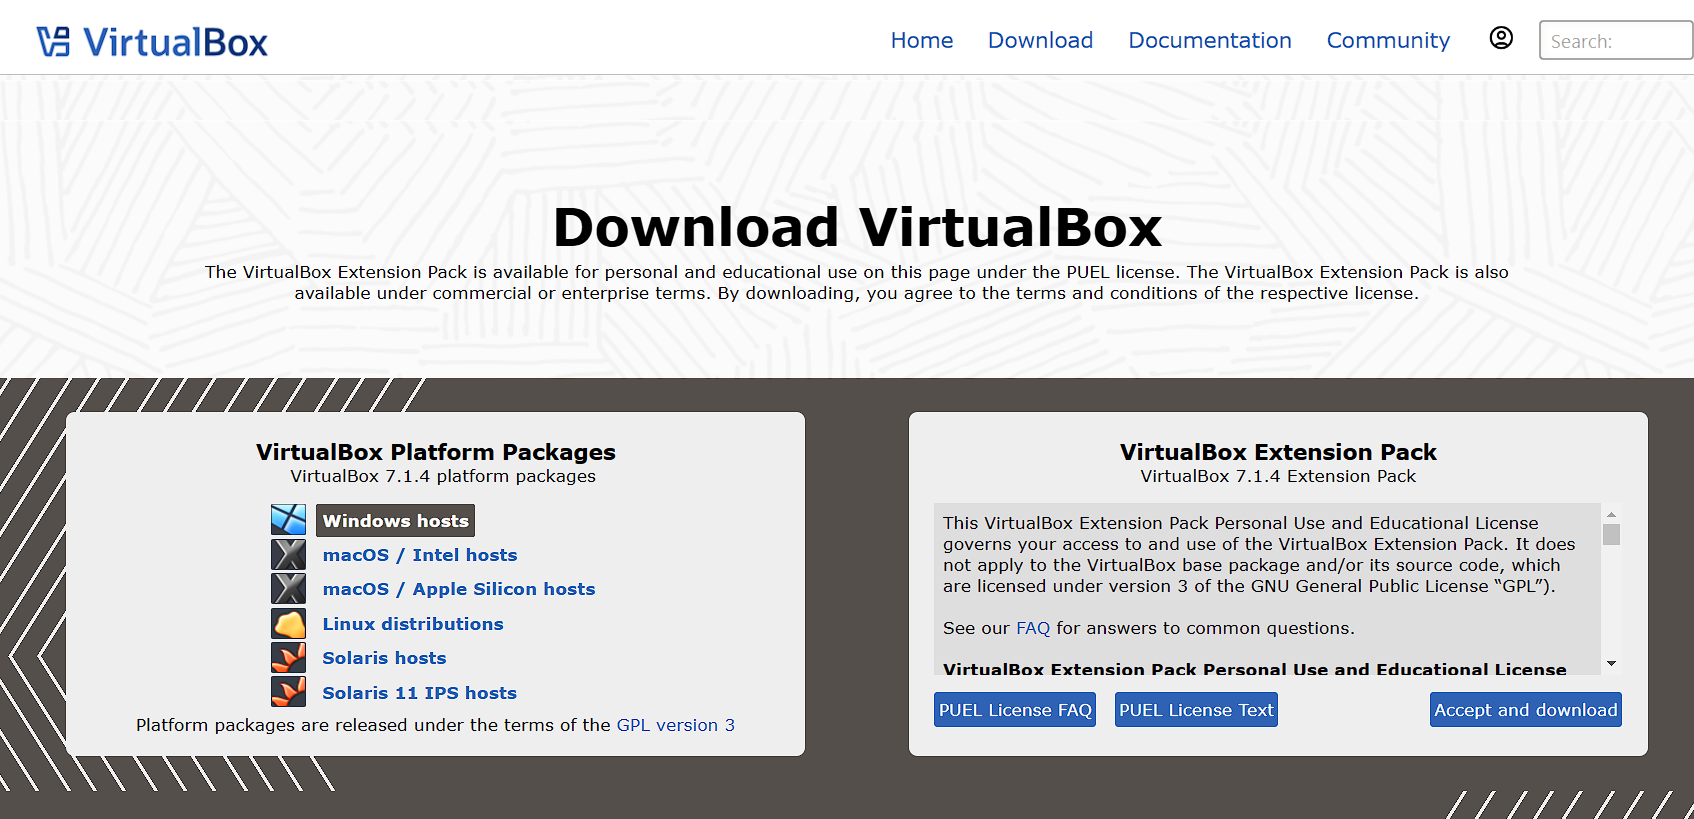 VirtualBox
Home Download Documentation Community Search:
Download VirtualBox
The VirtualBox Extension Pack is available for personal and educational use on this page under the PUEL license. The VirtualBox Extension Pack is also
available under commercial or enterprise terms. By downloading, you agree to the terms and conditions of the respective license.
VirtualBox Platform Packages
VirtualBox 7.1.4 platform packages
Windows hosts
macOS / Intel hosts
macOS / Apple Silicon hosts
Linux distributions
Solaris hosts
Solaris 11 IPS hosts
Platform packages are released under the terms of the GPL version 3
VirtualBox Extension Pack
VirtualBox 7.1.4 Extension Pack
This VirtualBox Extension Pack Personal Use and Educational License
governs your access to and use of the VirtualBox Extension Pack. It does
not apply to the VirtualBox base package and/or its source code, which
are licensed under version 3 of the GNU General Public License “GPL”).
See our FAQ for answers to common questions.
VirtualBox Extension Pack Personal Use and Educational License
PUEL License FAQ PUEL License Text Accept and download